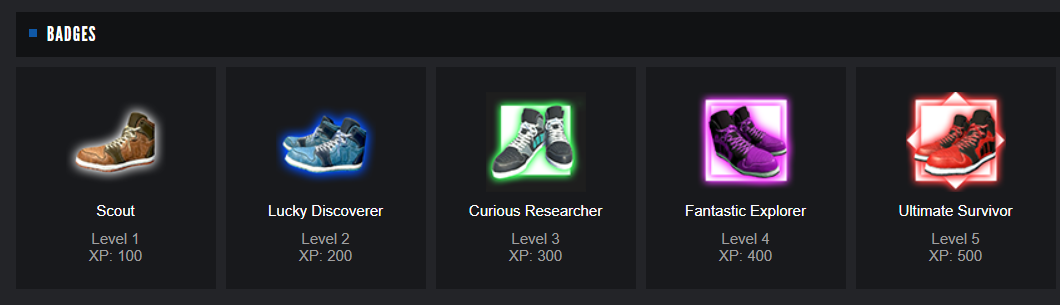 BADGES
Scout
Level 1
XP: 100
Lucky Discoverer
Level 2
XP: 200
Curious Researcher
Level 3
XP: 300
Fantastic Explorer
Level 4
XP: 400
Ultimate Survivor
Level 5
XP: 500